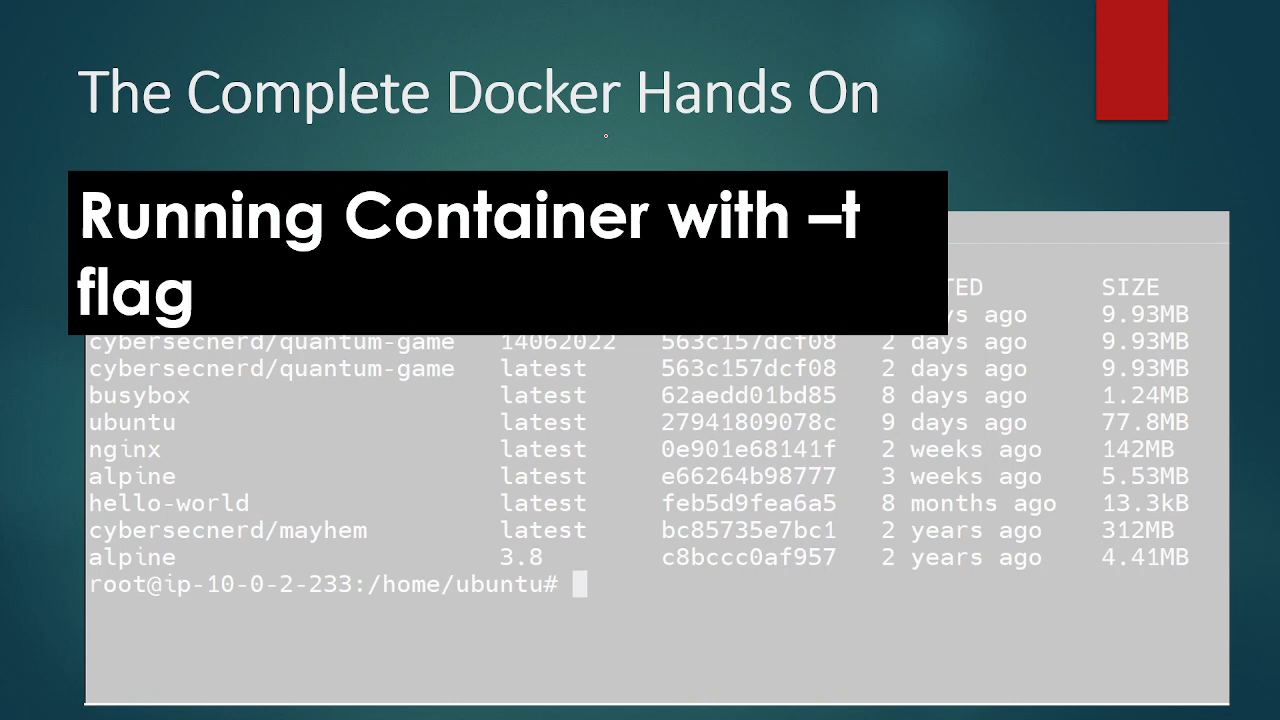 The Complete Docker Hands On
Running Container with –t
flag
TED SIZE
ys ago 9.93MB
cybersecnerd/quantum-game 14062022 563c157dcf08 2 days ago 9.93MB
cybersecnerd/quantum-game latest 563c157dcf08 2 days ago 9.93MB
busybox latest 62aedd01bd85 8 days ago 1.24MB
ubuntu latest 27941809078c 9 days ago 77.8MB
nginx latest 0e901e68141f 2 weeks ago 142MB
alpine latest e66264b98777 3 weeks ago 5.53MB
hello-world latest feb5d9fea6a5 8 months ago 13.3kB
cybersecnerd/mayhem latest bc85735e7bc1 2 years ago 312MB
alpine 3.8 c8bccc0af957 2 years ago 4.41MB
root@ip-10-0-2-233:/home/ubuntu#